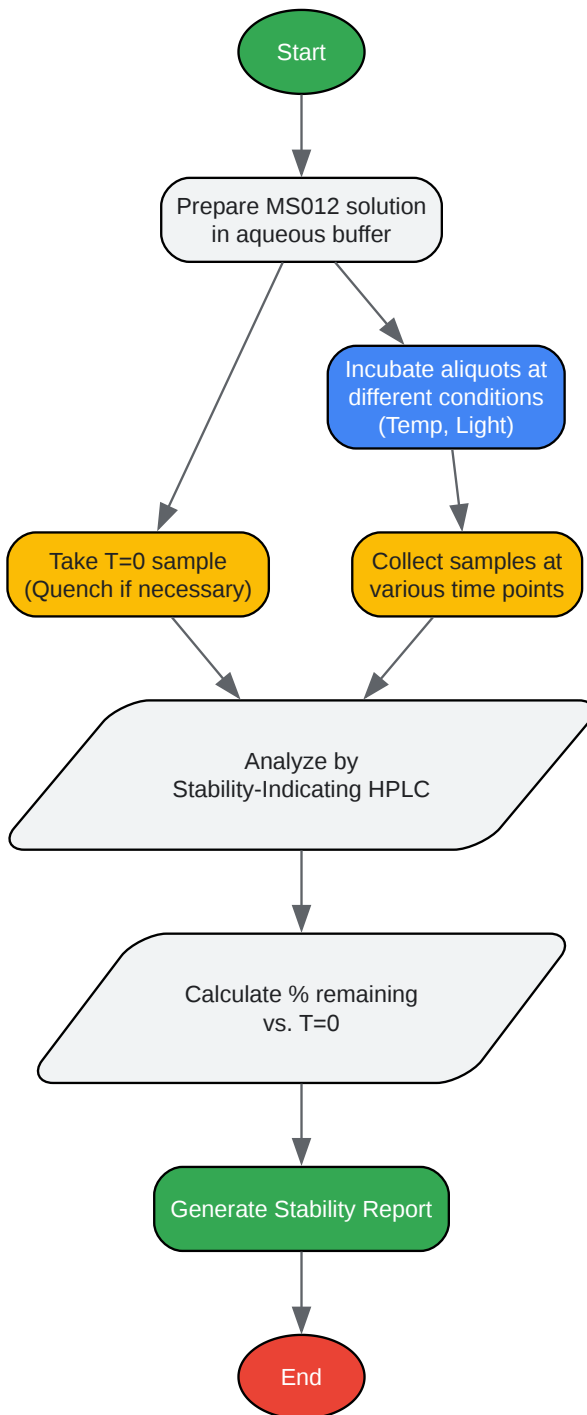 Start
Prepare MS012 solution
in aqueous buffer
Incubate aliquots at
different conditions
(Temp, Light)
Take T=0 sample
(Quench if necessary)
Collect samples at
various time points
Analyze by
Stability-Indicating HPLC
Calculate % remaining
vs. T=0
Generate Stability Report
End